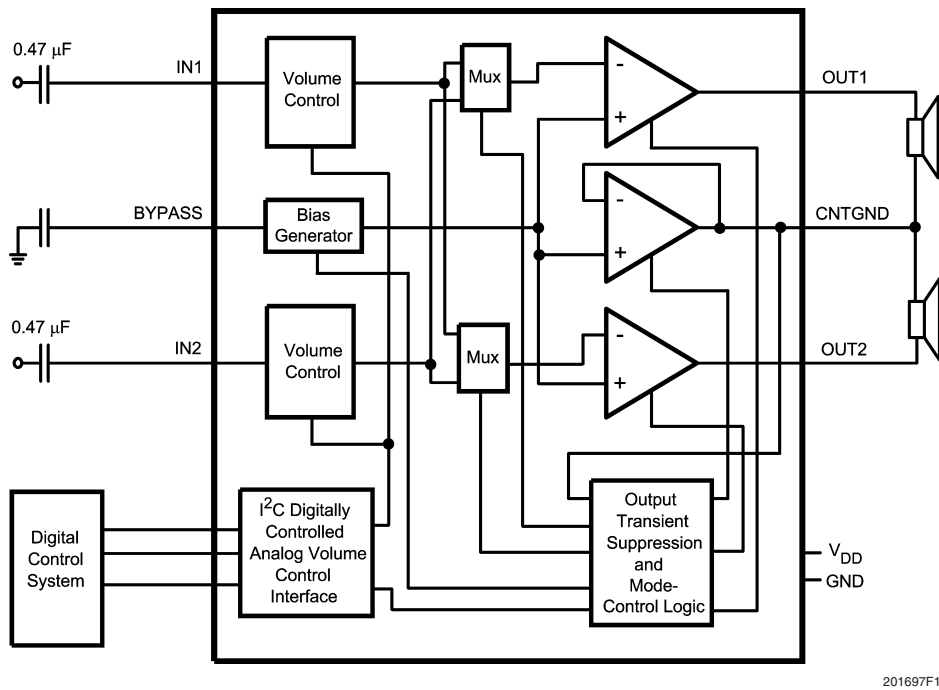 0.47 μF
IN1
Volume
Control
Mux
-
+
OUT1
BYPASS
Bias
Generator
-
+
CNTGND
0.47 μF
IN2
Volume
Control
Mux
-
+
OUT2
Digital
Control
System
I²C Digitally
Controlled
Analog Volume
Control
Interface
Output
Transient
Suppression
and
Mode-
Control Logic
VDD
GND
201697F1